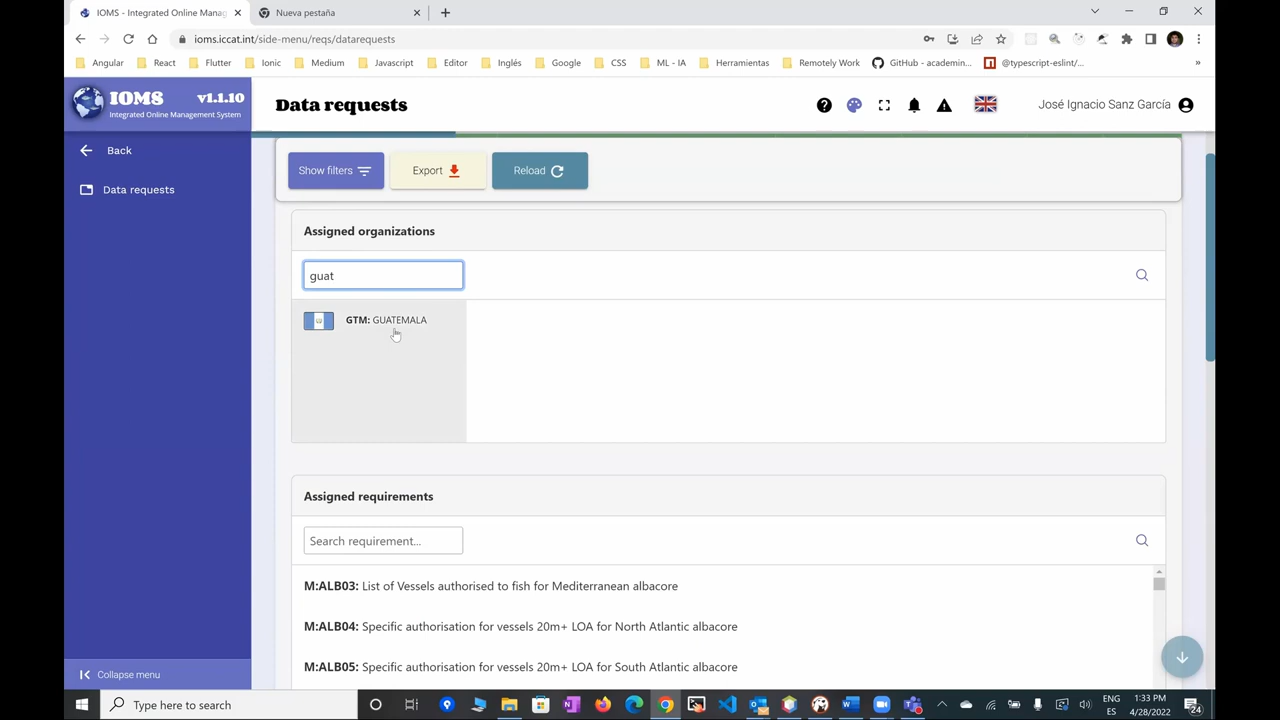 IOMS - Integrated Online Manag
Nueva pestaña
ioms.iccat.int/side-menu/reqs/datarequests
Angular
React
Flutter
Ionic
Medium
Javascript
Editor
Inglés
Google
CSS
ML - IA
Herramientas
Remotely Work
GitHub - academin...
@typescript-eslint/...
»
IOMS v1.1.10
Integrated Online Management System
Data requests
José Ignacio Sanz García
Back
Data requests
Show filters
Export
Reload
Assigned organizations
guat
GTM: GUATEMALA
Assigned requirements
Search requirement...
M:ALB03: List of Vessels authorised to fish for Mediterranean albacore
M:ALB04: Specific authorisation for vessels 20m+ LOA for North Atlantic albacore
M:ALB05: Specific authorisation for vessels 20m+ LOA for South Atlantic albacore
Collapse menu
Type here to search
ENG
ES
1:33 PM
4/28/2022
24